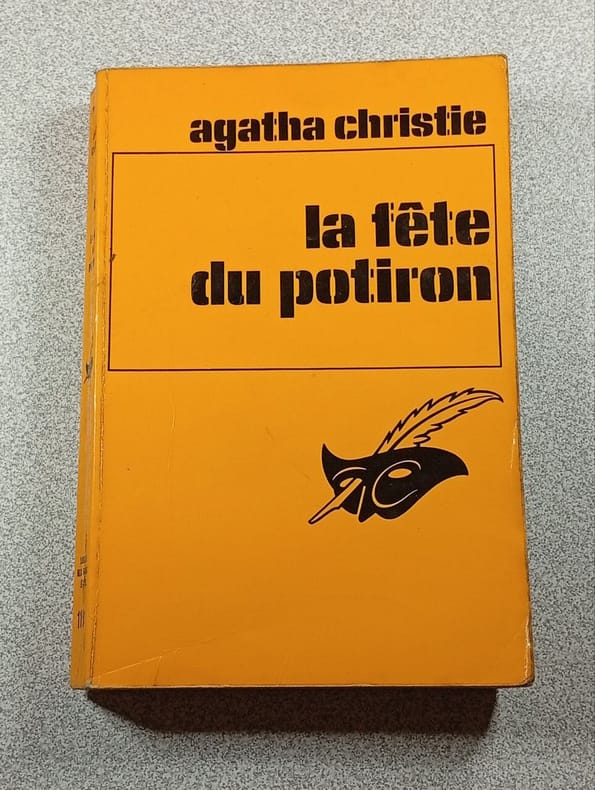 agatha christie
la fête
du potiron